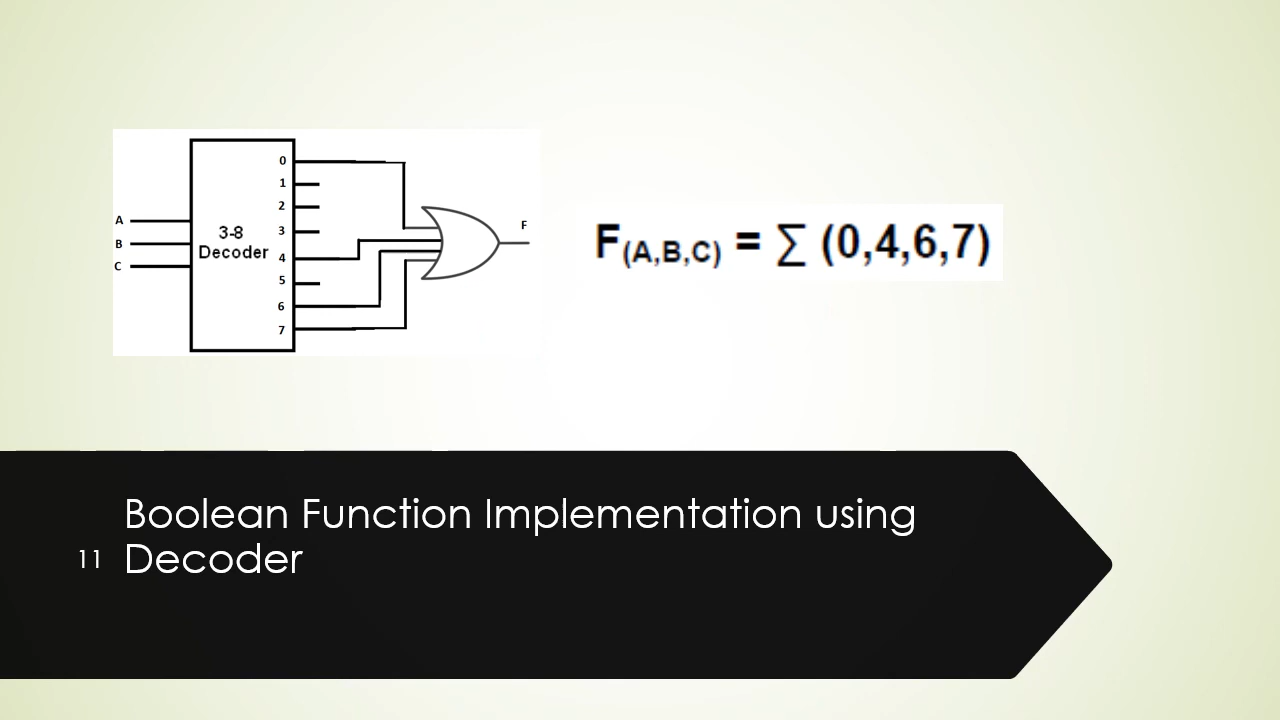 0
1
2
3
4
5
6
7
A
B
C
3-8
Decoder
F
F(A,B,C) = ∑ (0,4,6,7)
Boolean Function Implementation using
Decoder
11